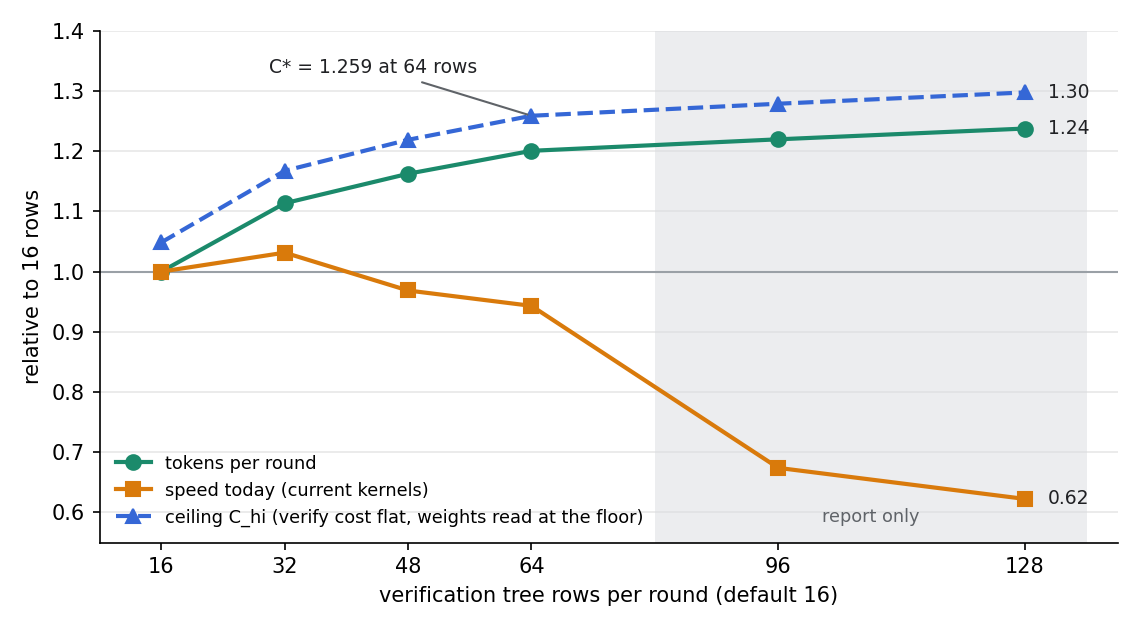 1.4
1.3
1.2
1.1
1.0
0.9
0.8
0.7
0.6
relative to 16 rows
C* = 1.259 at 64 rows
1.30
1.24
0.62
tokens per round
speed today (current kernels)
ceiling C_hi (verify cost flat, weights read at the floor)
report only
16 32 48 64 96 128
verification tree rows per round (default 16)